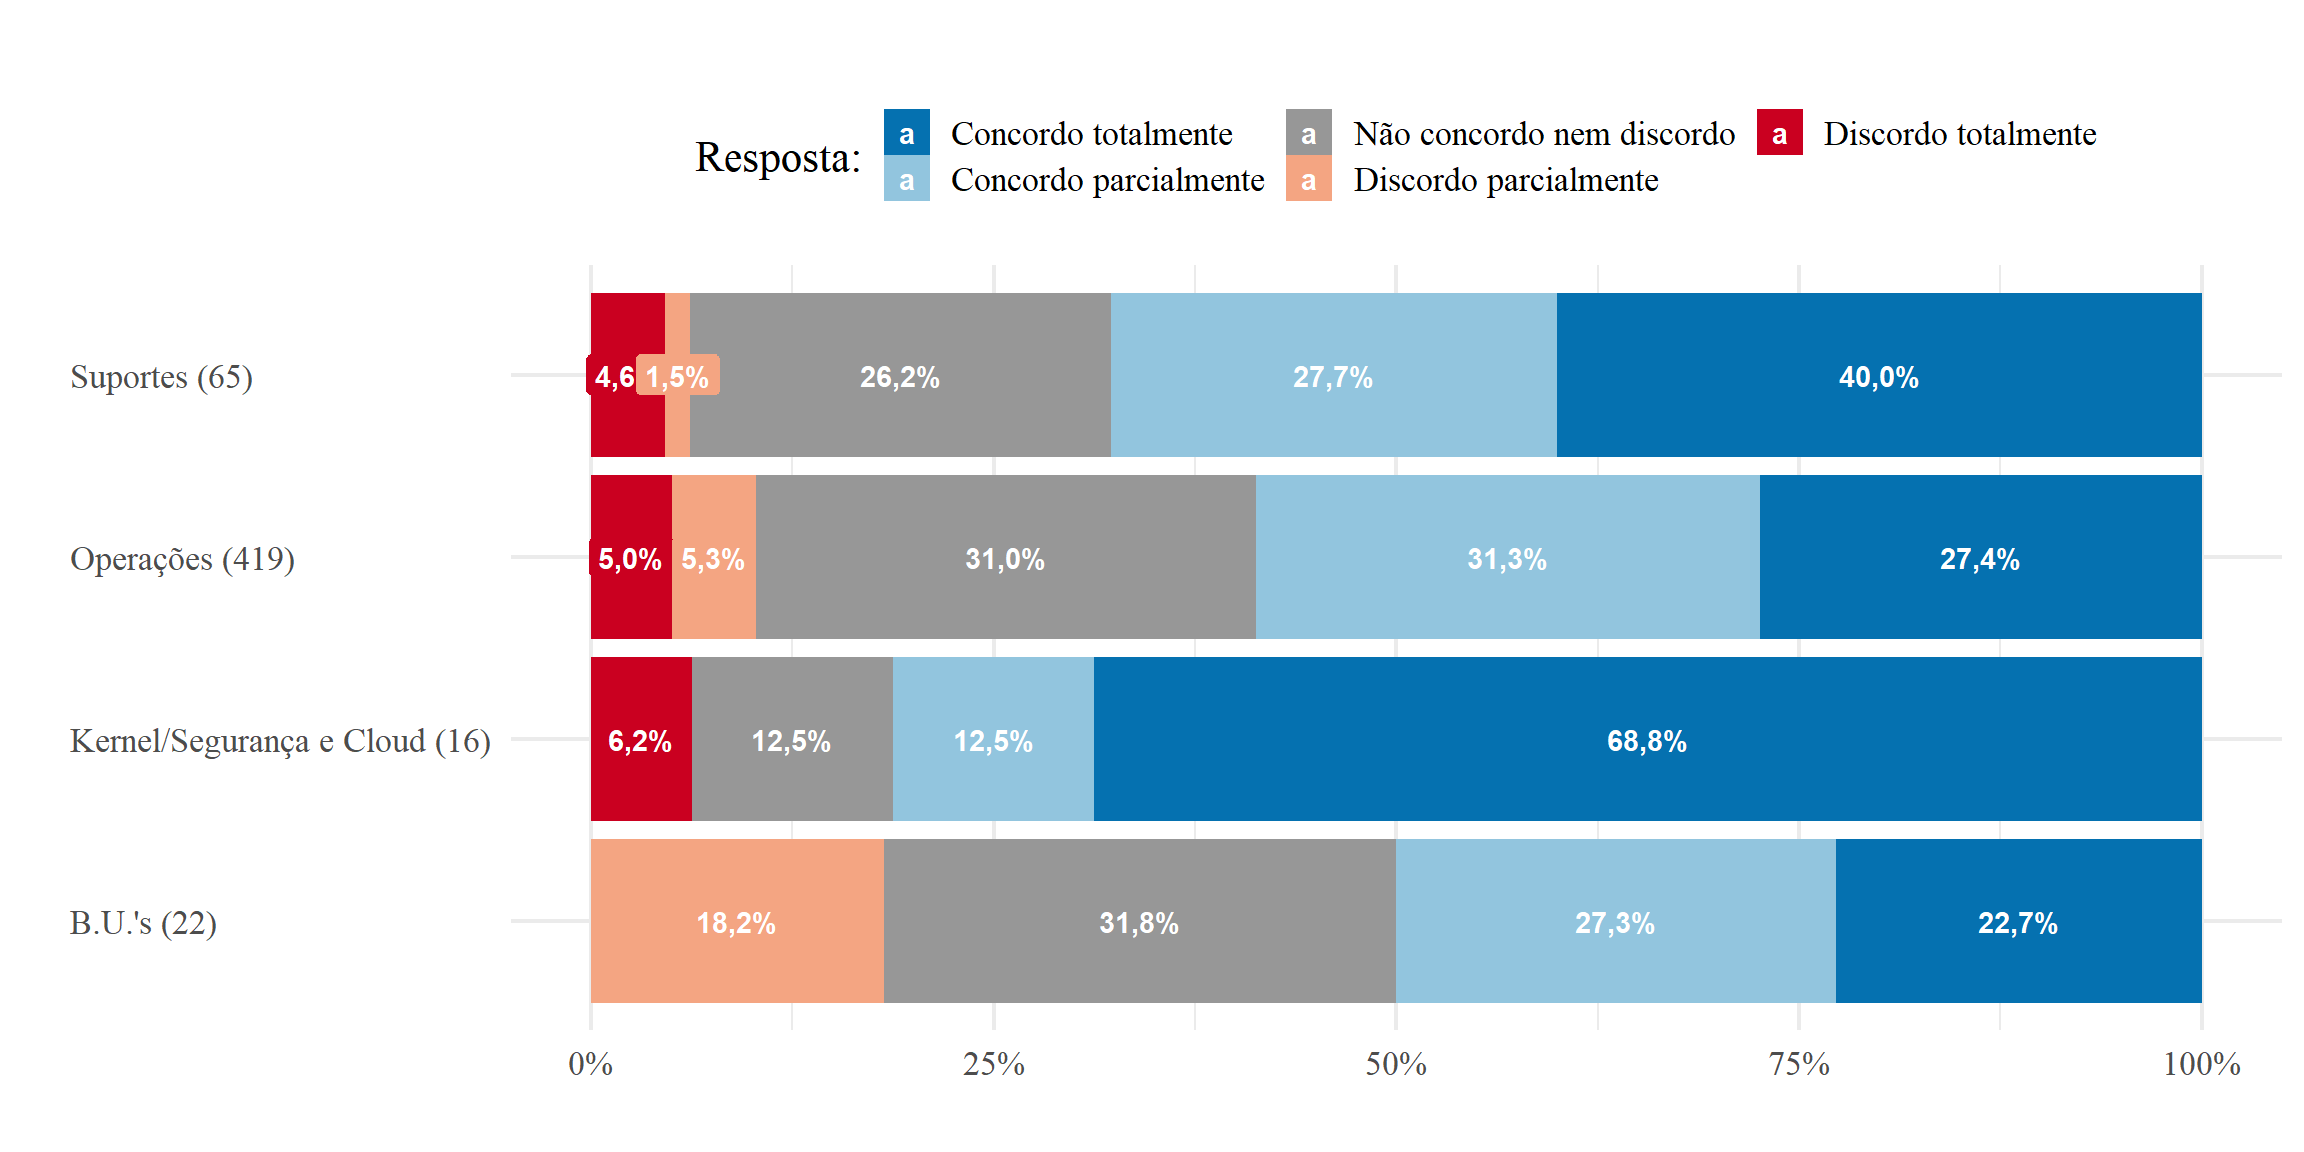 Resposta:
a Concordo totalmente a Não concordo nem discordo a Discordo totalmente
a Concordo parcialmente a Discordo parcialmente
Suportes (65) 4,6 1,5% 26,2% 27,7% 40,0%
Operações (419) 5,0% 5,3% 31,0% 31,3% 27,4%
Kernel/Segurança e Cloud (16) 6,2% 12,5% 12,5% 68,8%
B.U.'s (22) 18,2% 31,8% 27,3% 22,7%
0% 25% 50% 75% 100%